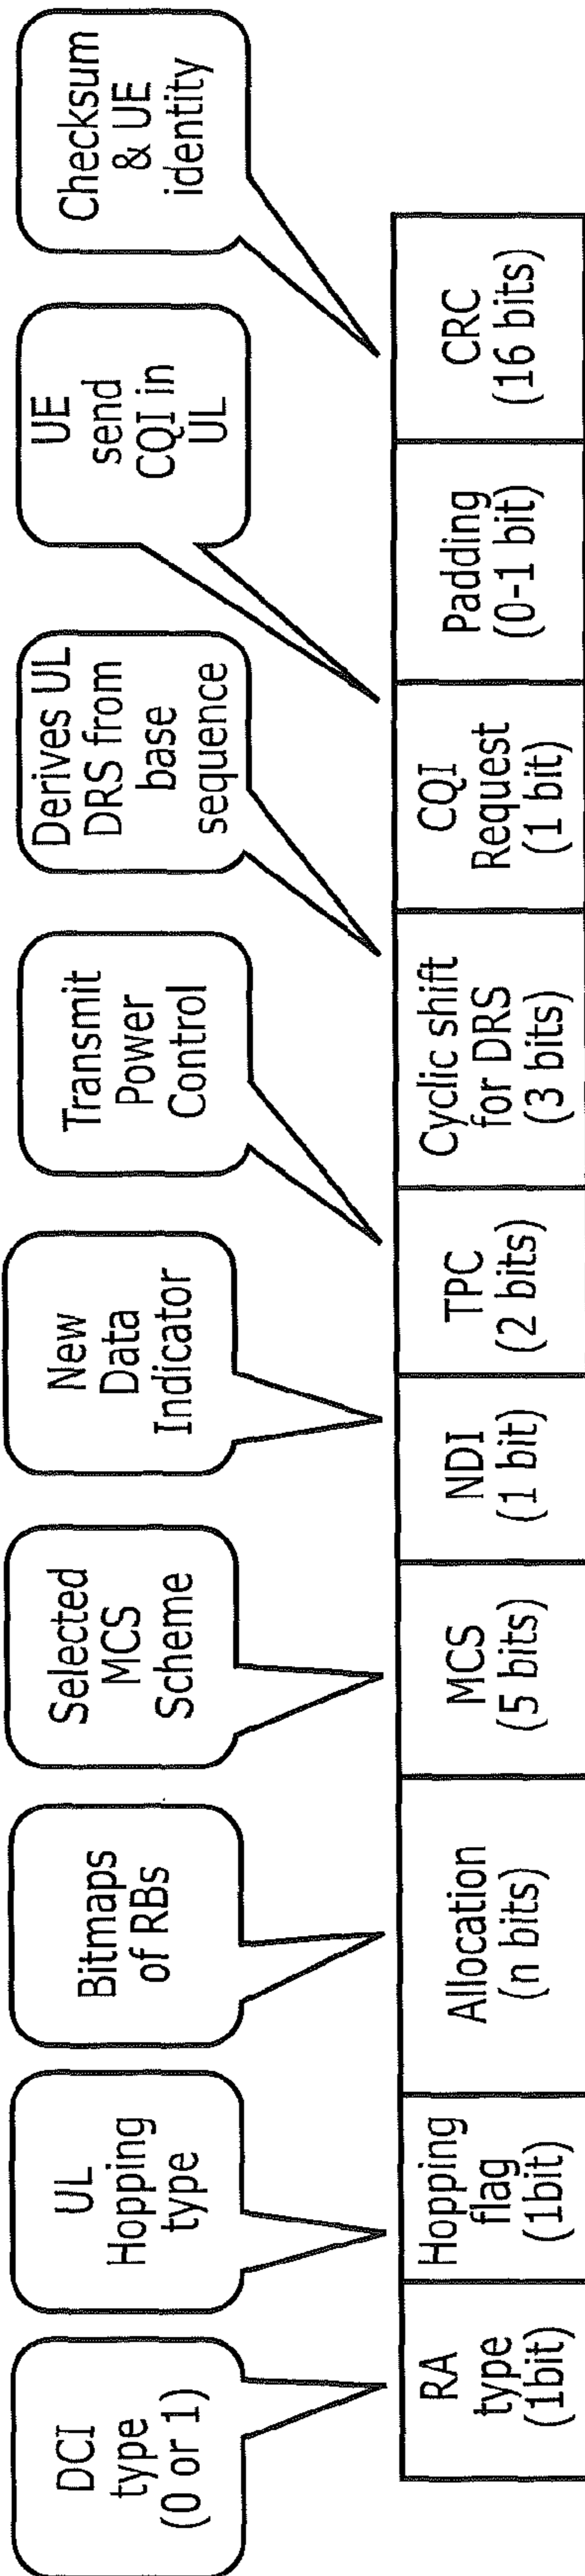 DCI
type
(0 or 1)
UL
Hopping
type
Bitmaps
of RBs
Selected
MCS
Scheme
New
Data
Indicator
Transmit
Power
Control
Derives UL
DRS from
base
sequence
UE
send
CQI in
UL
Checksum
& UE
identity
RA
type
(1bit)
Hopping
flag
(1bit)
Allocation
(n bits)
MCS
(5 bits)
NDI
(1 bit)
TPC
(2 bits)
Cyclic shift
for DRS
(3 bits)
CQI
Request
(1 bit)
Padding
(0-1 bit)
CRC
(16 bits)